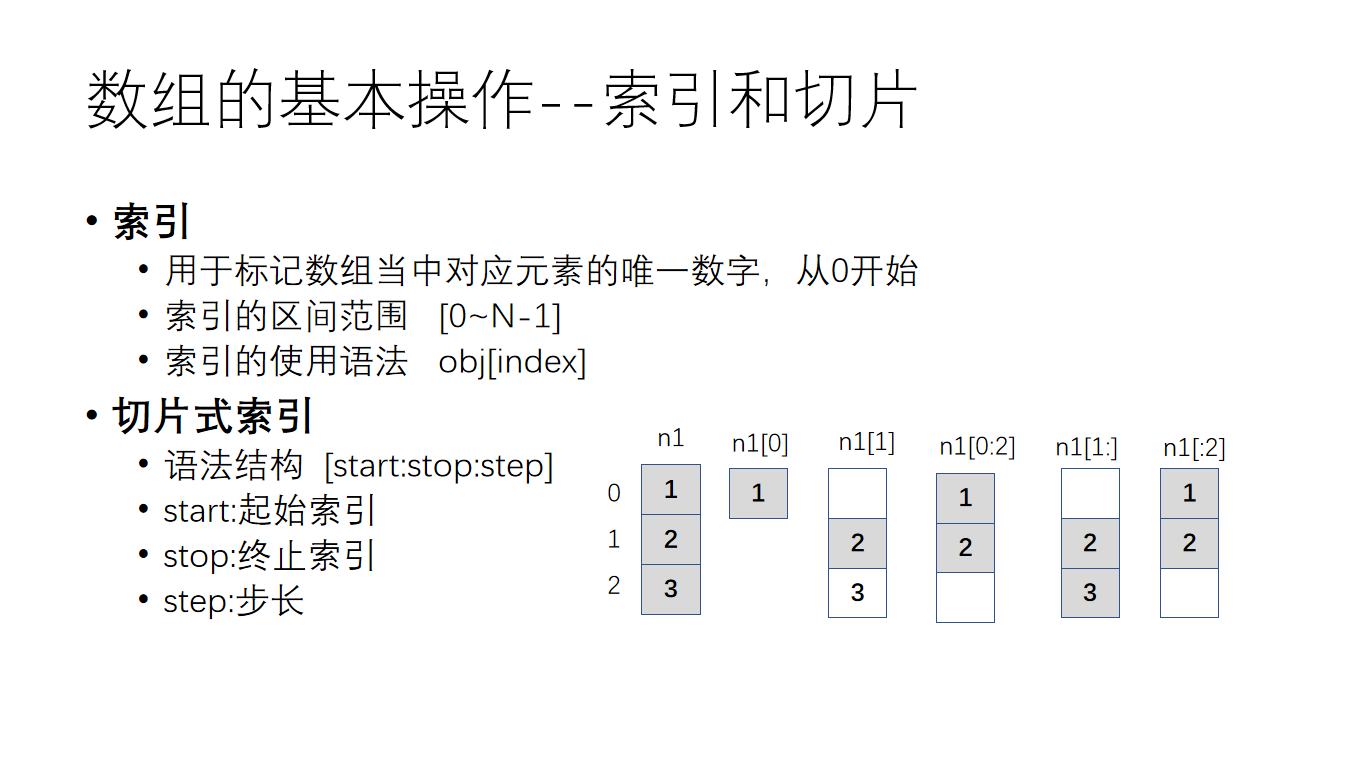 数组的基本操作--索引和切片
• 索引
• 用于标记数组当中对应元素的唯一数字，从0开始
• 索引的区间范围 [0~N-1]
• 索引的使用语法 obj[index]
• 切片式索引
• 语法结构 [start:stop:step]
• start:起始索引
• stop:终止索引
• step:步长
n1 n1[0] n1[1] n1[0:2] n1[1:] n1[:2]
0 1 1 1 1
1 2 2 2 2 2
2 3 3 3